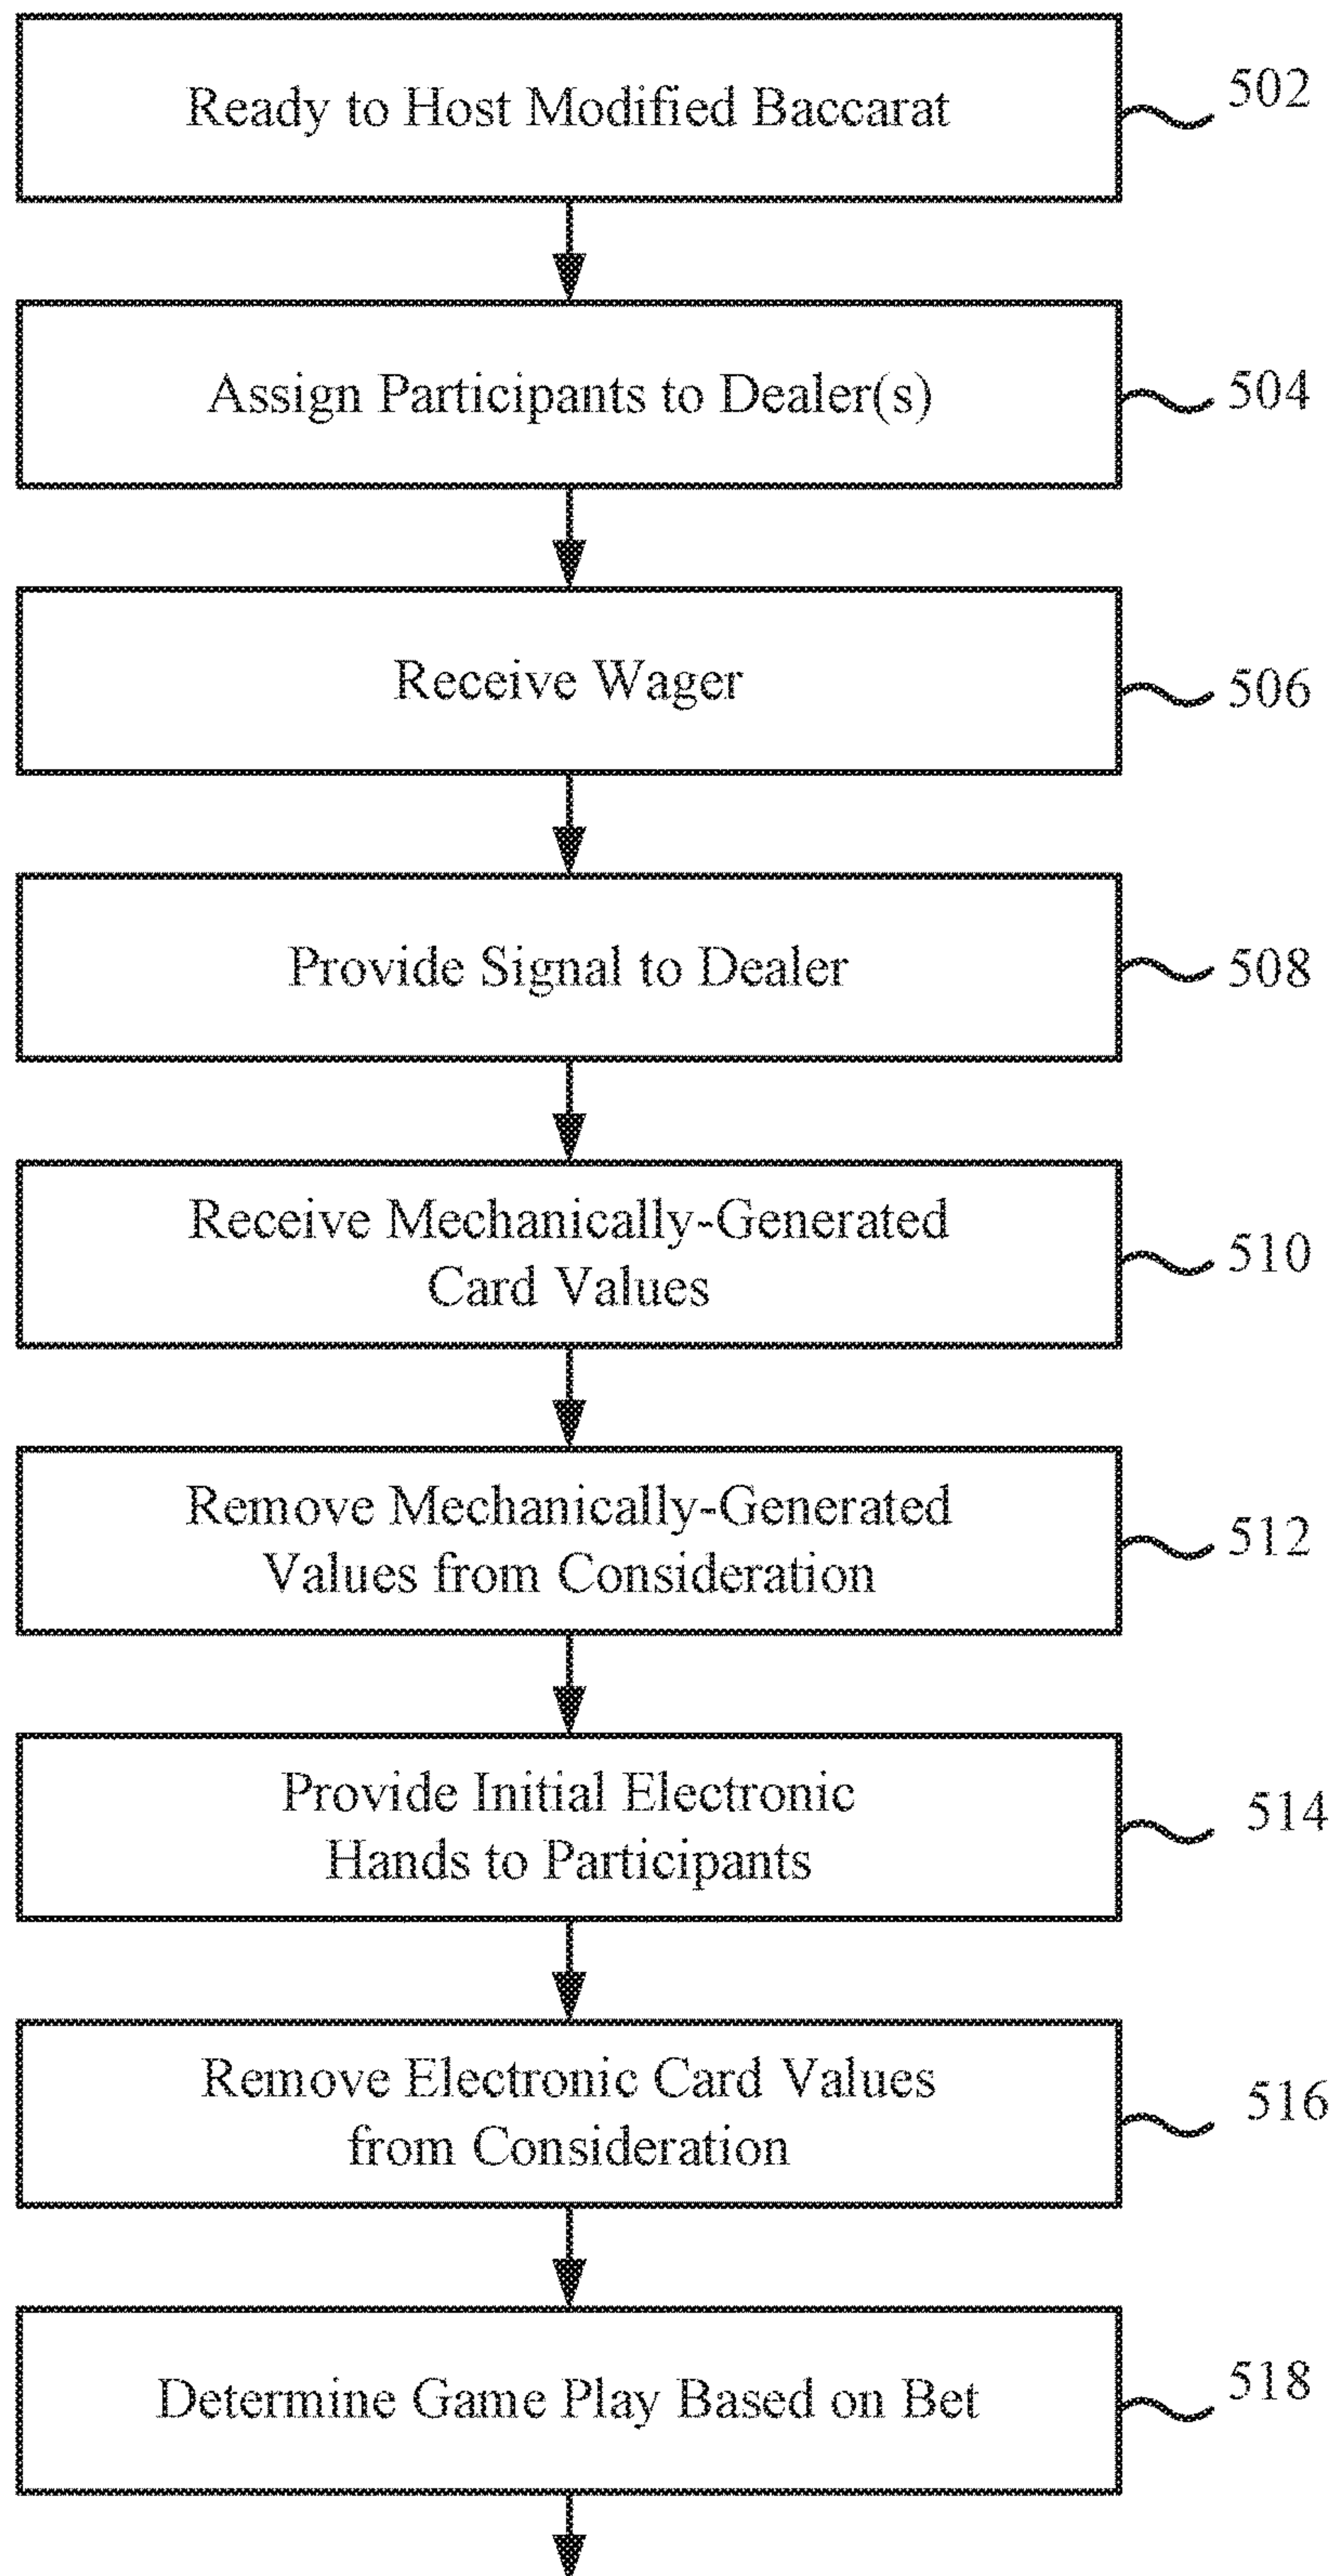 Ready to Host Modified Baccarat
502
Assign Participants to Dealer(s)
504
Receive Wager
506
Provide Signal to Dealer
508
Receive Mechanically-Generated
Card Values
510
Remove Mechanically-Generated
Values from Consideration
512
Provide Initial Electronic
Hands to Participants
514
Remove Electronic Card Values
from Consideration
516
Determine Game Play Based on Bet
518